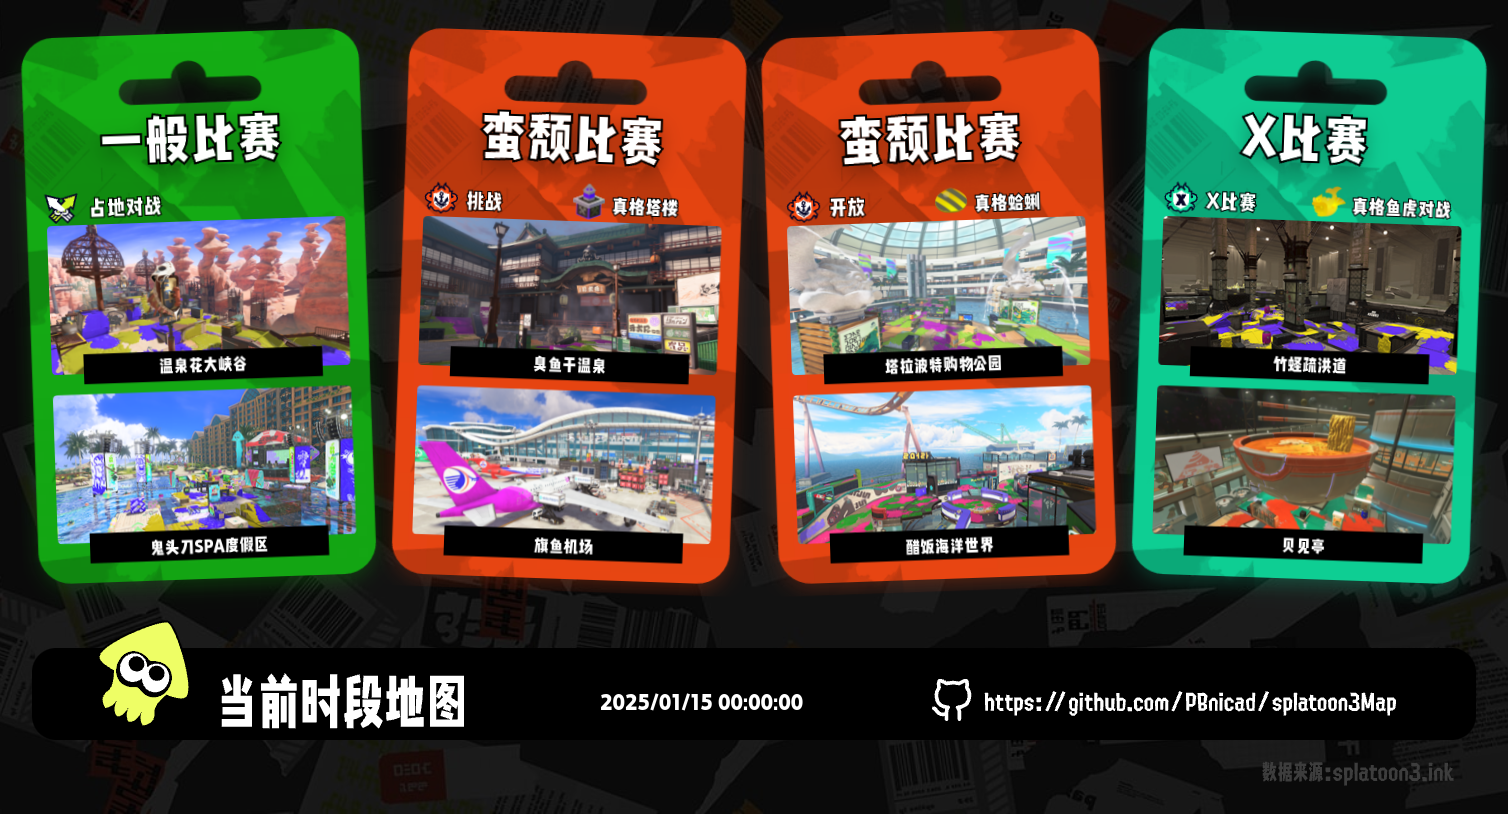 一般比赛
占地对战
温泉花大峡谷
鬼头刀SPA度假区
蛮颓比赛
挑战
真格塔楼
臭鱼干温泉
旗鱼机场
蛮颓比赛
开放
真格蛤蜊
塔拉波特购物公园
醋饭海洋世界
X比赛
X比赛
真格鱼虎对战
竹蛏疏洪道
贝见亭
当前时段地图
2025/01/15 00:00:00
https://github.com/PBnicad/splatoon3Map
数据来源:splatoon3.ink